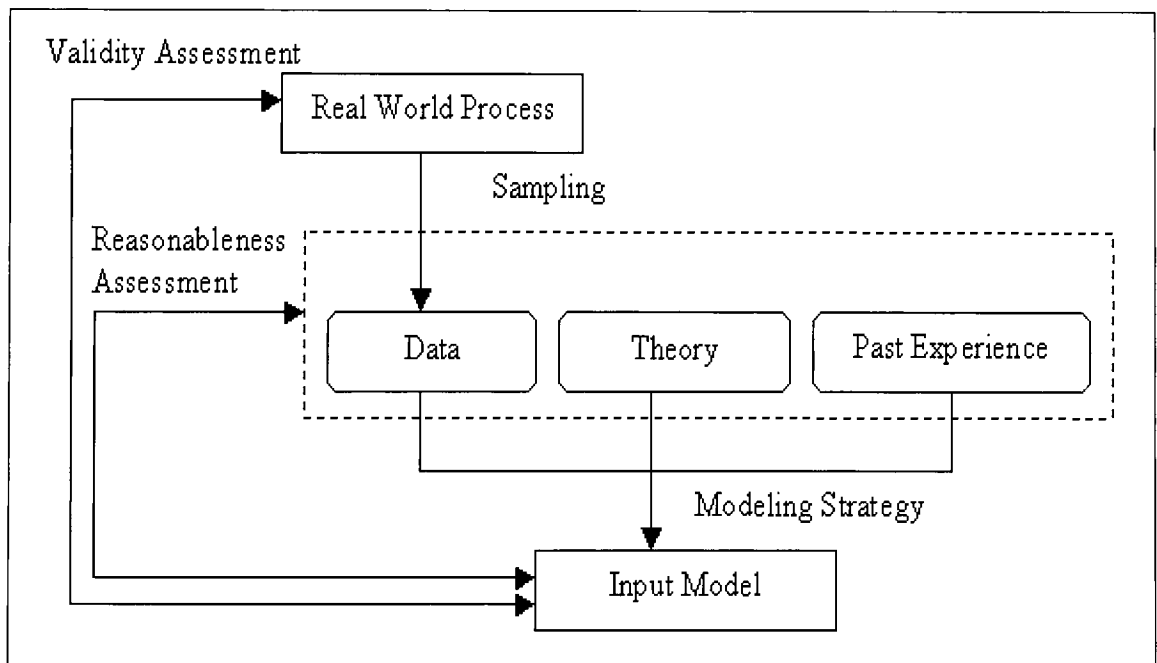 Validity Assessment
Real World Process
Sampling
Reasonableness
Assessment
Data
Theory
Past Experience
Modeling Strategy
Input Model